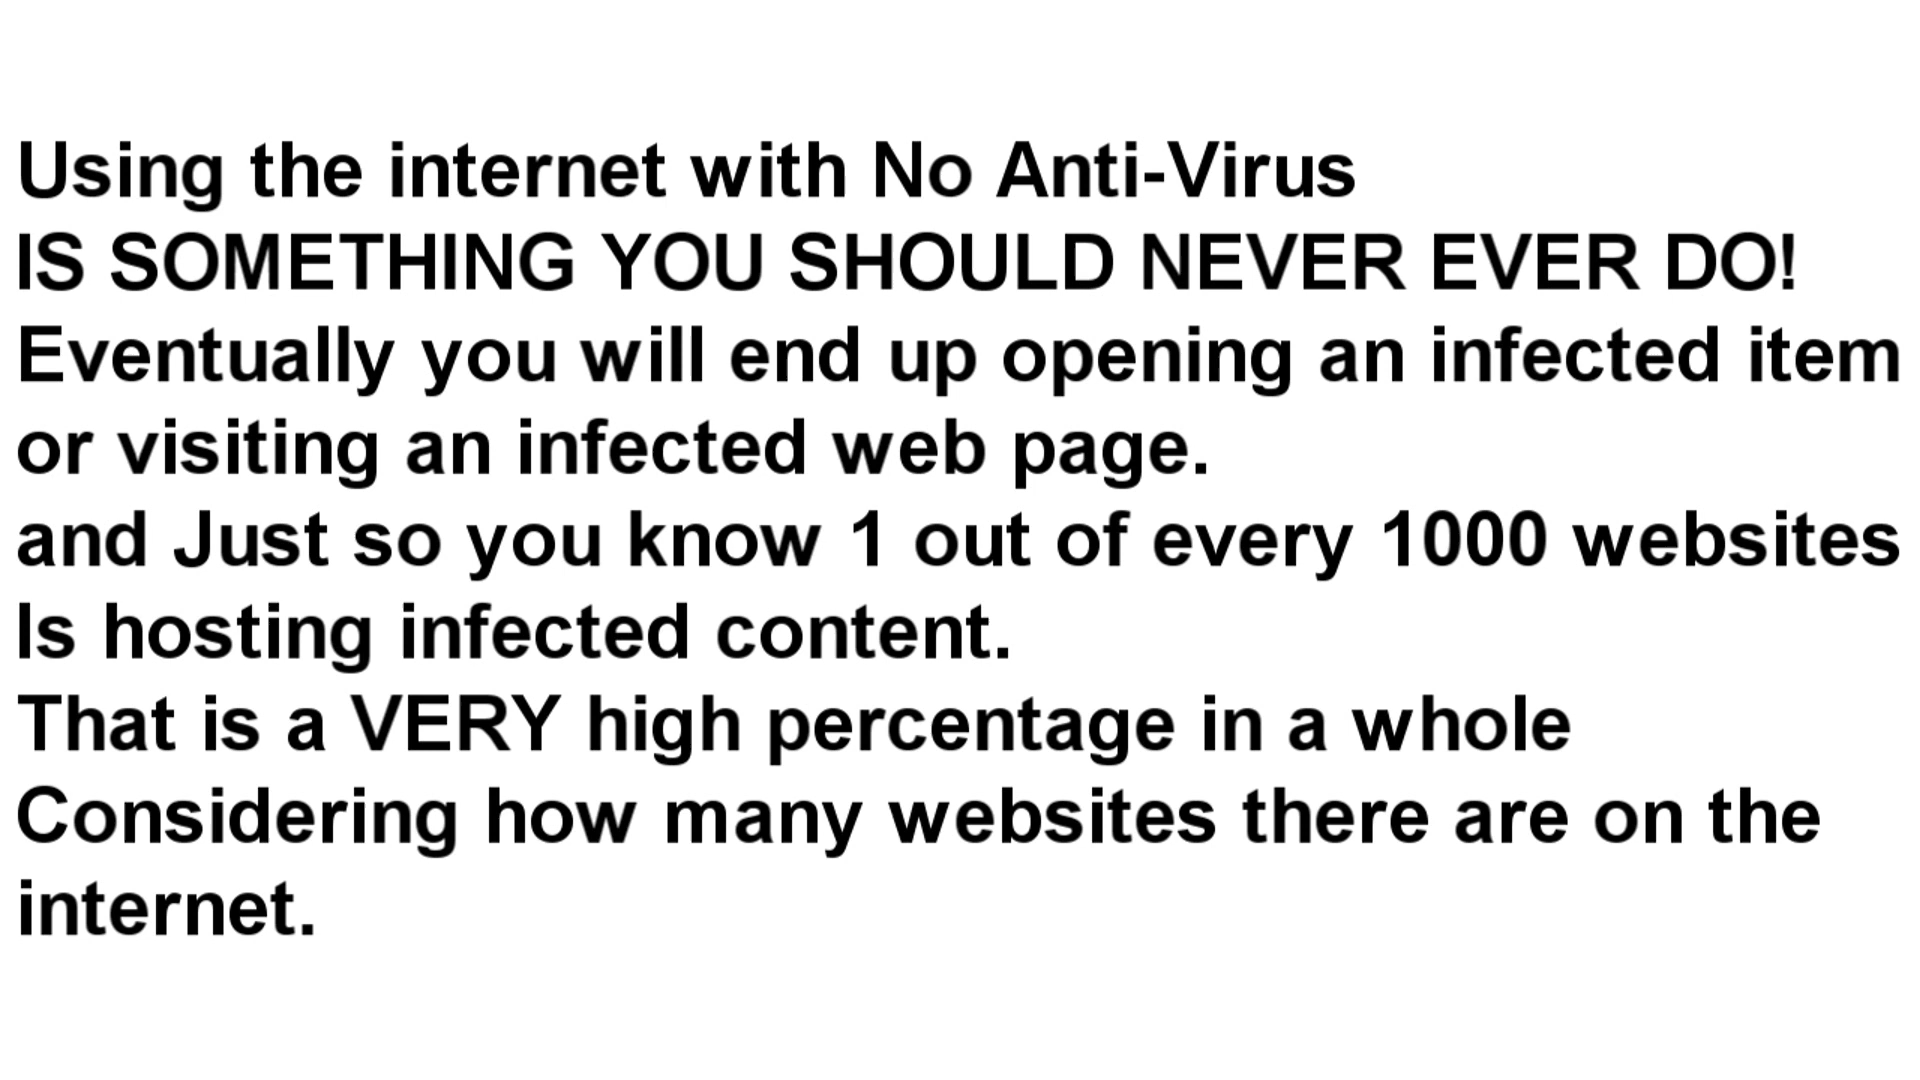 Using the internet with No Anti-Virus
IS SOMETHING YOU SHOULD NEVER EVER DO!
Eventually you will end up opening an infected item
or visiting an infected web page.
and Just so you know 1 out of every 1000 websites
Is hosting infected content.
That is a VERY high percentage in a whole
Considering how many websites there are on the
internet.